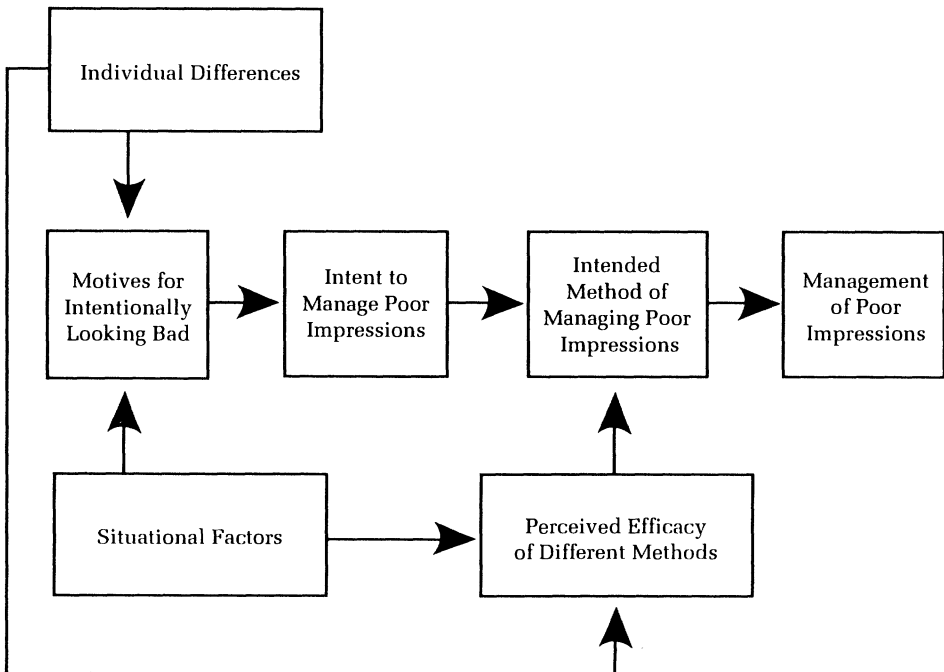 Individual Differences
Motives for
Intentionally
Looking Bad
Intent to
Manage Poor
Impressions
Intended
Method of
Managing Poor
Impressions
Management
of Poor
Impressions
Situational Factors
Perceived Efficacy
of Different Methods